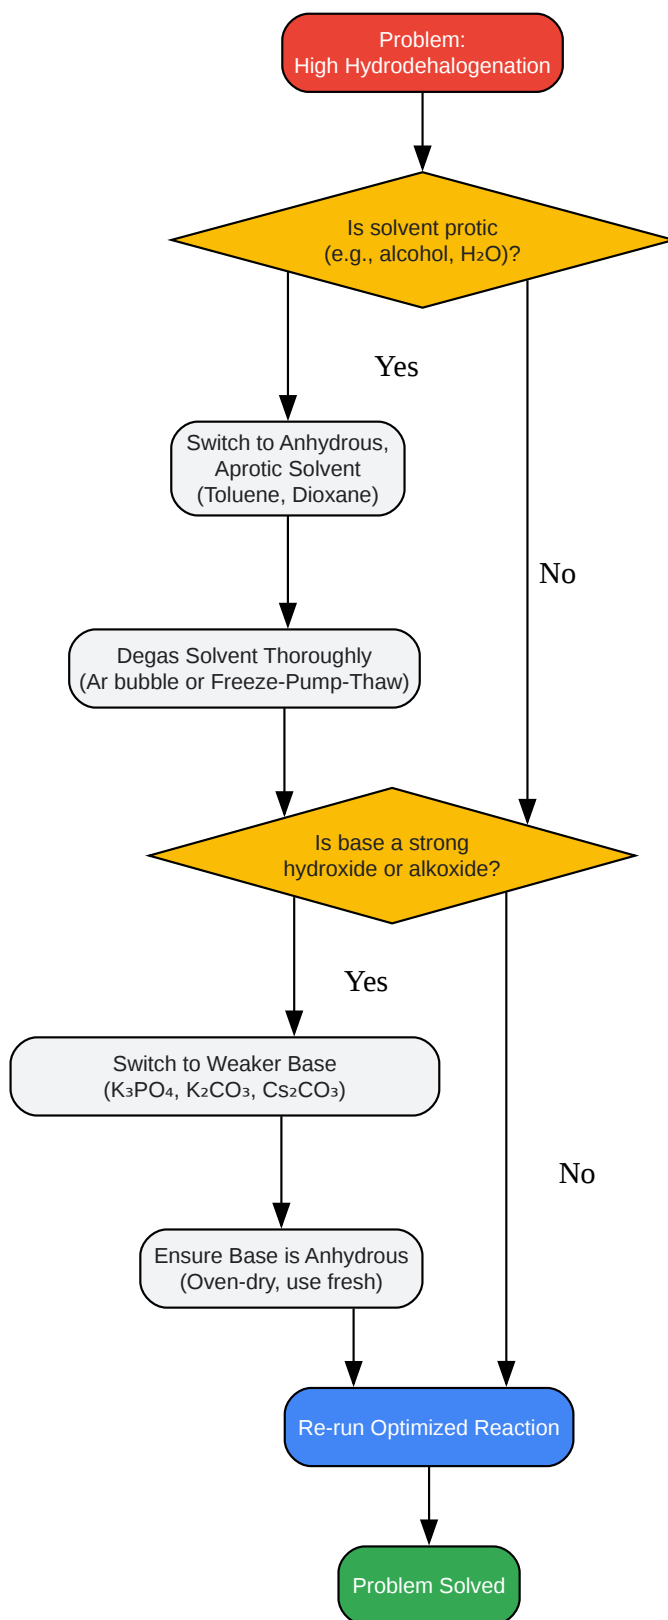 Problem:
High Hydrodehalogenation
Is solvent protic
(e.g., alcohol, H₂O)?
Yes
Switch to Anhydrous,
Aprotic Solvent
(Toluene, Dioxane)
No
Degas Solvent Thoroughly
(Ar bubble or Freeze-Pump-Thaw)
Is base a strong
hydroxide or alkoxide?
Yes
Switch to Weaker Base
(K₃PO₄, K₂CO₃, Cs₂CO₃)
No
Ensure Base is Anhydrous
(Oven-dry, use fresh)
Re-run Optimized Reaction
Problem Solved